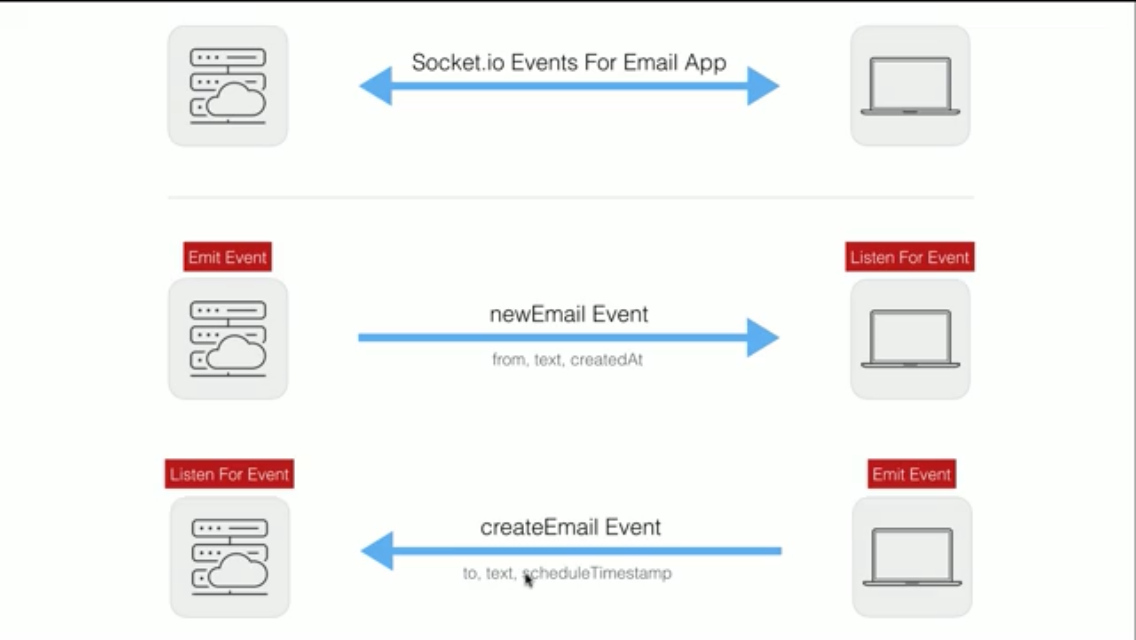 Socket.io Events For Email App
Emit Event
Listen For Event
newEmail Event
from, text, createdAt
Listen For Event
Emit Event
createEmail Event
to, text, scheduleTimestamp